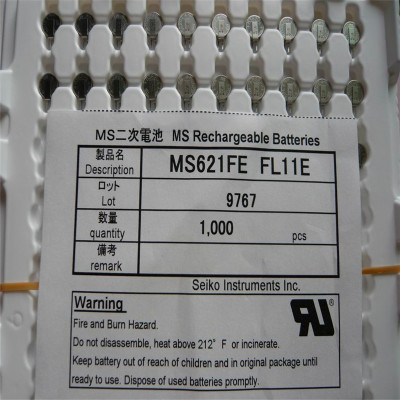 MS二次電池 MS Rechargeable Batteries
製品名 Description MS621FE FL11E
ロット Lot 9767
数量 quantity 1,000 pcs
備考 remark
Seiko Instruments Inc.
Warning
Fire and Burn Hazard.
Do not disassemble, heat above 212° F or incinerate.
Keep battery out of reach of children and in original package until
ready to use. Dispose of used batteries promptly.
RU